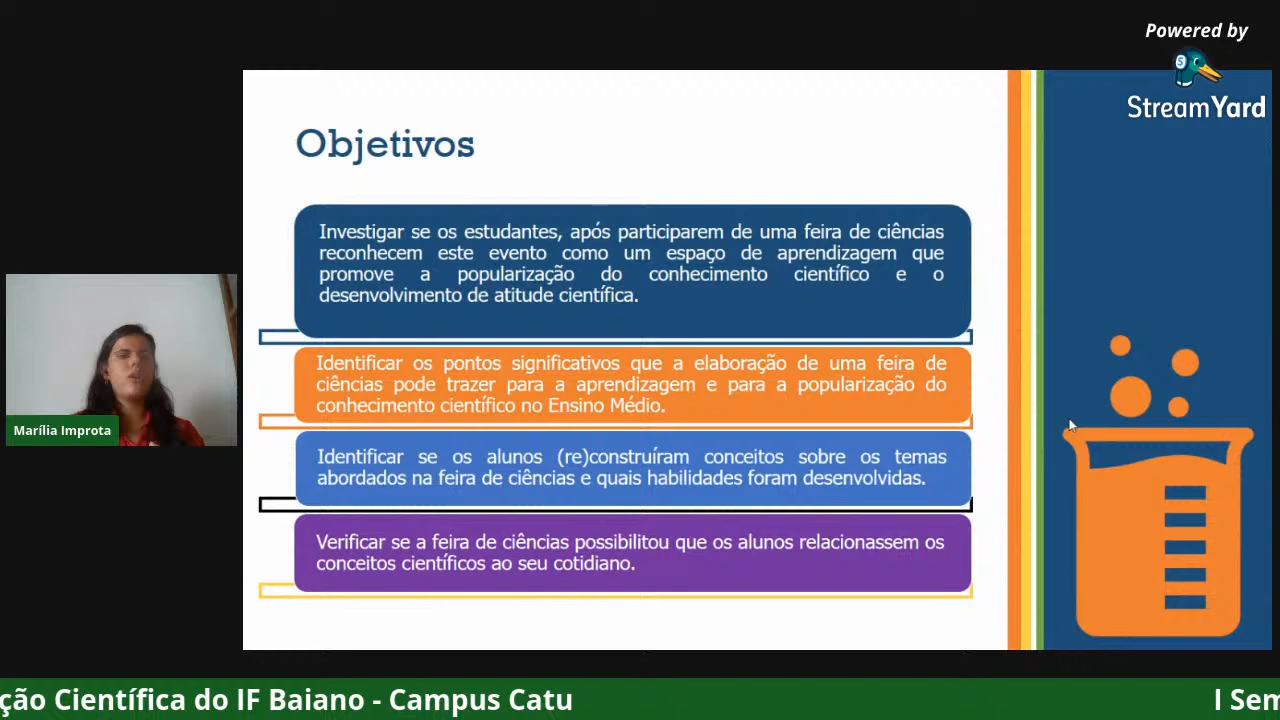 Powered by
StreamYard
Objetivos
Investigar se os estudantes, após participarem de uma feira de ciências
reconhecem este evento como um espaço de aprendizagem que
promove a popularização do conhecimento científico e o
desenvolvimento de atitude científica.
Identificar os pontos significativos que a elaboração de uma feira de
ciências pode trazer para a aprendizagem e para a popularização do
conhecimento científico no Ensino Médio.
Identificar se os alunos (re)construíram conceitos sobre os temas
abordados na feira de ciências e quais habilidades foram desenvolvidas.
Verificar se a feira de ciências possibilitou que os alunos relacionassem os
conceitos científicos ao seu cotidiano.
Marília Improta
ção Científica do IF Baiano - Campus Catu
I Sem